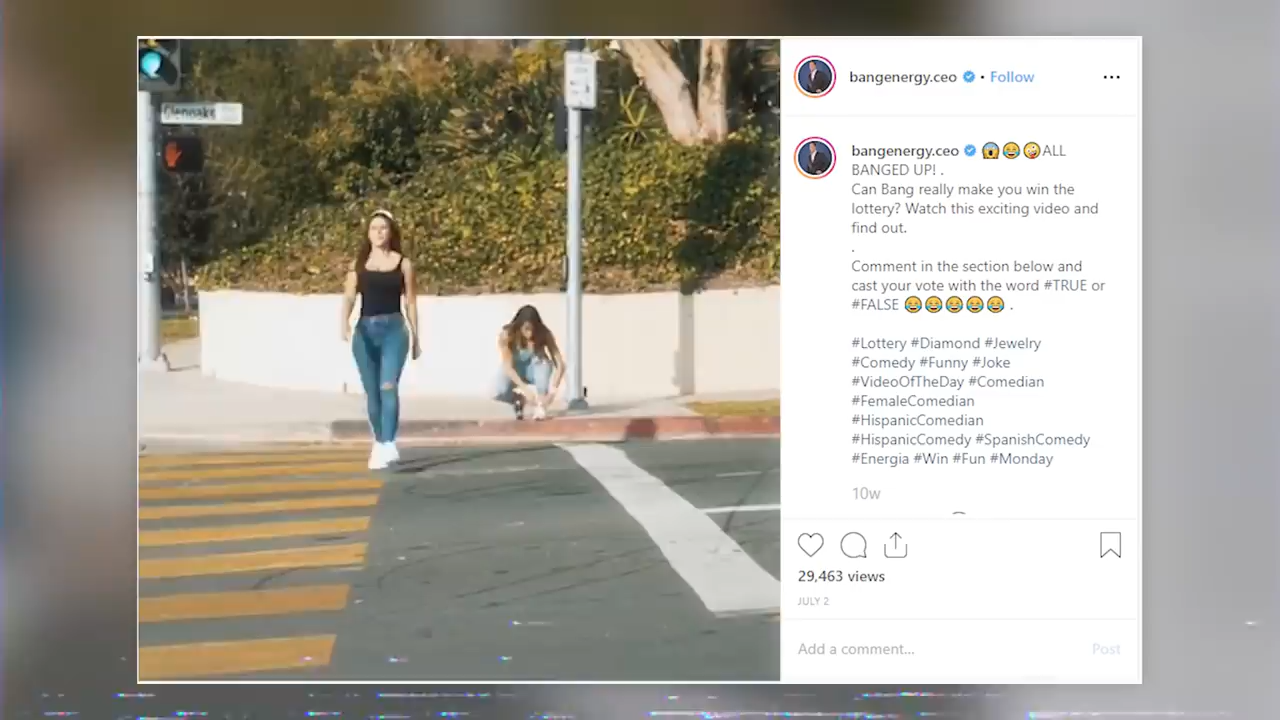 Glenoaks
bangenergy.ceo • Follow
bangenergy.ceo 😱😂🤪ALL
BANGED UP! .
Can Bang really make you win the
lottery? Watch this exciting video and
find out.
.
Comment in the section below and
cast your vote with the word #TRUE or
#FALSE 😂😂😂😂😂 .
#Lottery #Diamond #Jewelry
#Comedy #Funny #Joke
#VideoOfTheDay #Comedian
#FemaleComedian
#HispanicComedian
#HispanicComedy #SpanishComedy
#Energia #Win #Fun #Monday
10w
29,463 views
JULY 2
Add a comment...
Post